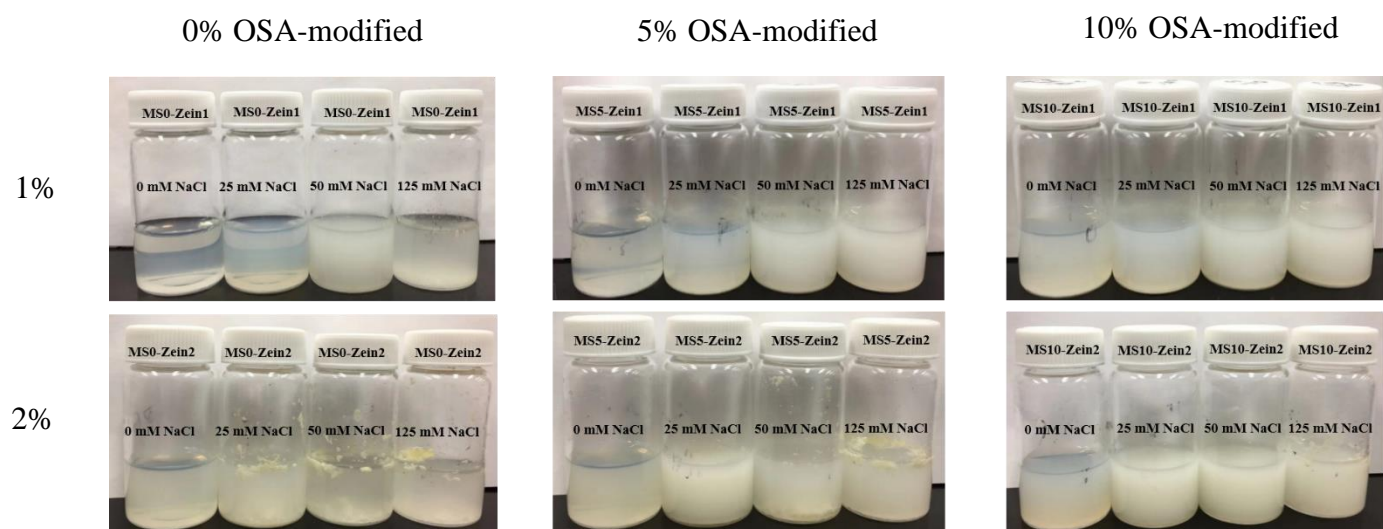 0% OSA-modified 5% OSA-modified 10% OSA-modified
1%
MS0-Zein1 MS0-Zein1 MS0-Zein1 MS0-Zein1
0 mM NaCl 25 mM NaCl 50 mM NaCl 125 mM NaCl
MS5-Zein1 MS5-Zein1 MS5-Zein1 MS5-Zein1
0 mM NaCl 25 mM NaCl 50 mM NaCl 125 mM NaCl
MS10-Zein1 MS10-Zein1 MS10-Zein1 MS10-Zein1
0 mM NaCl 25 mM NaCl 50 mM NaCl 125 mM NaCl
2%
MS0-Zein2 MS0-Zein2 MS0-Zein2 MS0-Zein2
0 mM NaCl 25 mM NaCl 50 mM NaCl 125 mM NaCl
MS5-Zein2 MS5-Zein2 MS5-Zein2 MS5-Zein2
0 mM NaCl 25 mM NaCl 50 mM NaCl 125 mM NaCl
MS10-Zein2 MS10-Zein2 MS10-Zein2 MS10-Zein2
0 mM NaCl 25 mM NaCl 50 mM NaCl 125 mM NaCl